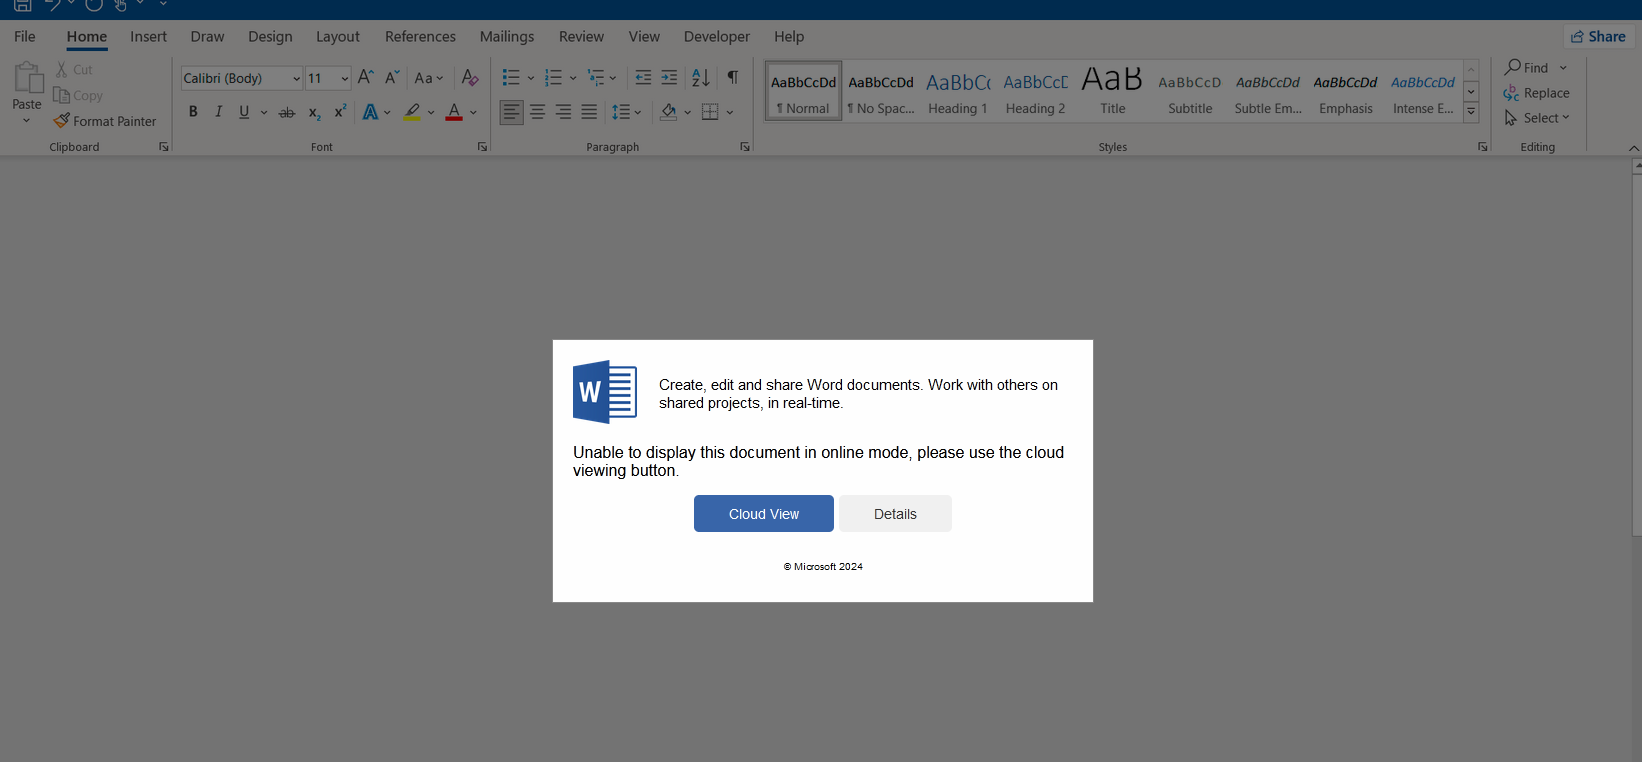 File Home Insert Draw Design Layout References Mailings Review View Developer Help Share
Paste
Cut
Copy
Format Painter
Clipboard
Calibri (Body) 11
Aa
B I U ab x₂ x² A A
Font
A Z ¶
Paragraph
AaBbCcDd AaBbCcDd AaBbCc AaBbCcE AaB AaBbCcD AaBbCcDd AaBbCcDd AaBbCcDd
¶ Normal ¶ No Spac... Heading 1 Heading 2 Title Subtitle Subtle Em... Emphasis Intense E...
Styles
Find
Replace
Select
Editing
W
Create, edit and share Word documents. Work with others on
shared projects, in real-time.
Unable to display this document in online mode, please use the cloud
viewing button.
Cloud View Details
© Microsoft 2024